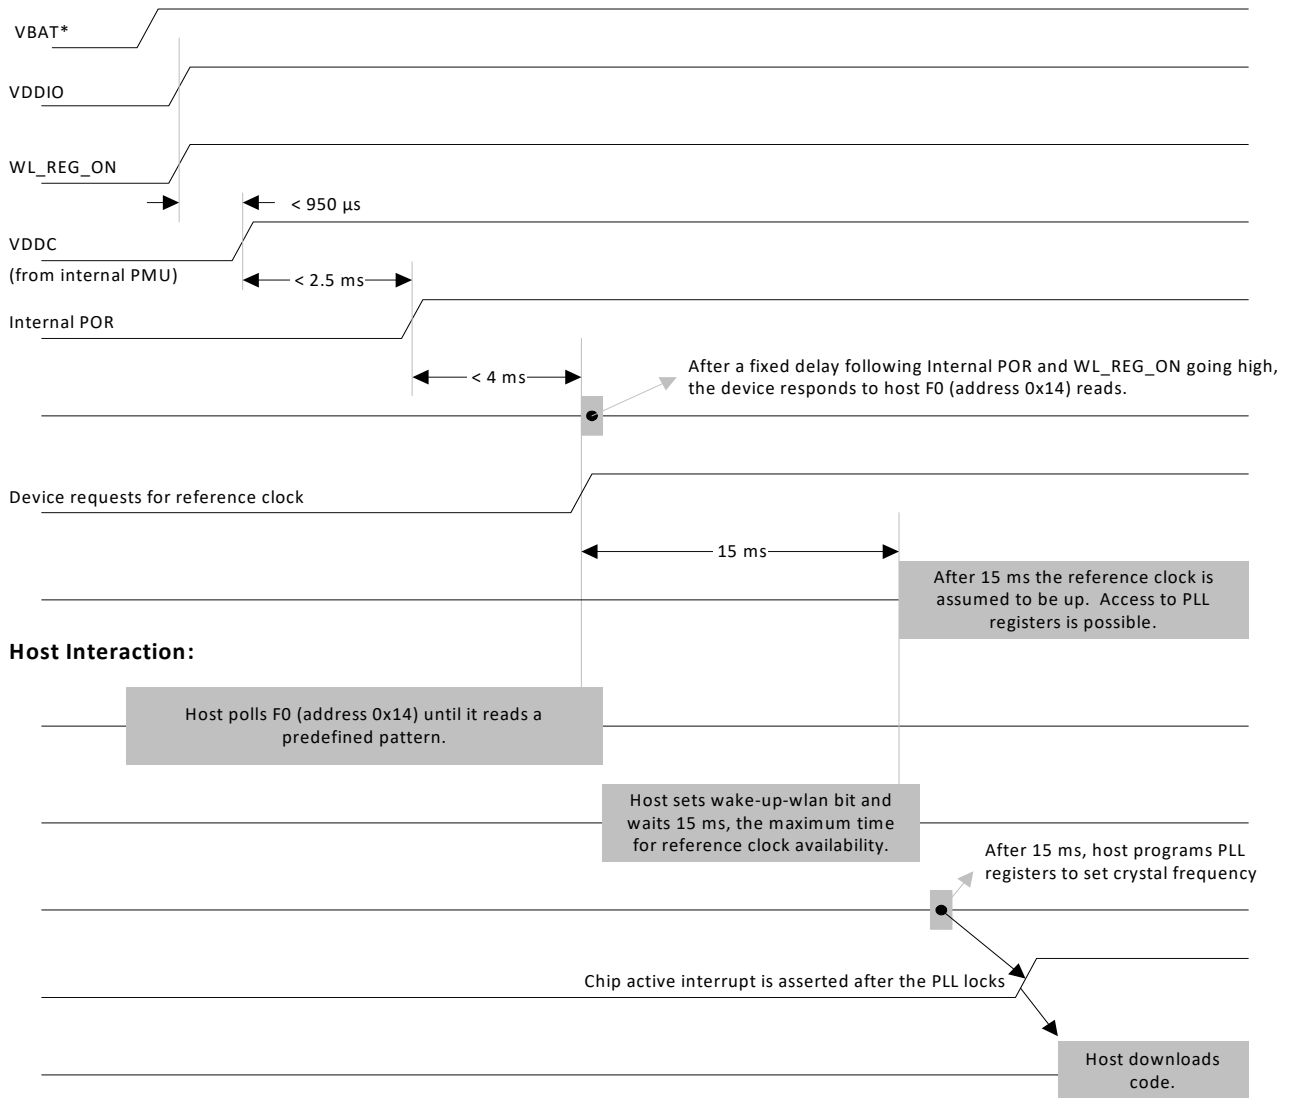 VBAT*
VDDIO
WL_REG_ON
< 950 µs
VDDC
(from internal PMU)
< 2.5 ms
Internal POR
After a fixed delay following Internal POR and WL_REG_ON going high,
the device responds to host F0 (address 0x14) reads.
< 4 ms
Device requests for reference clock
15 ms
After 15 ms the reference clock is
assumed to be up.  Access to PLL
registers is possible.
Host Interaction:
Host polls F0 (address 0x14) until it reads a
predefined pattern.
Host sets wake-up-wlan bit and
waits 15 ms, the maximum time
for reference clock availability.
After 15 ms, host programs PLL
registers to set crystal frequency
Chip active interrupt is asserted after the PLL locks
Host downloads
code.